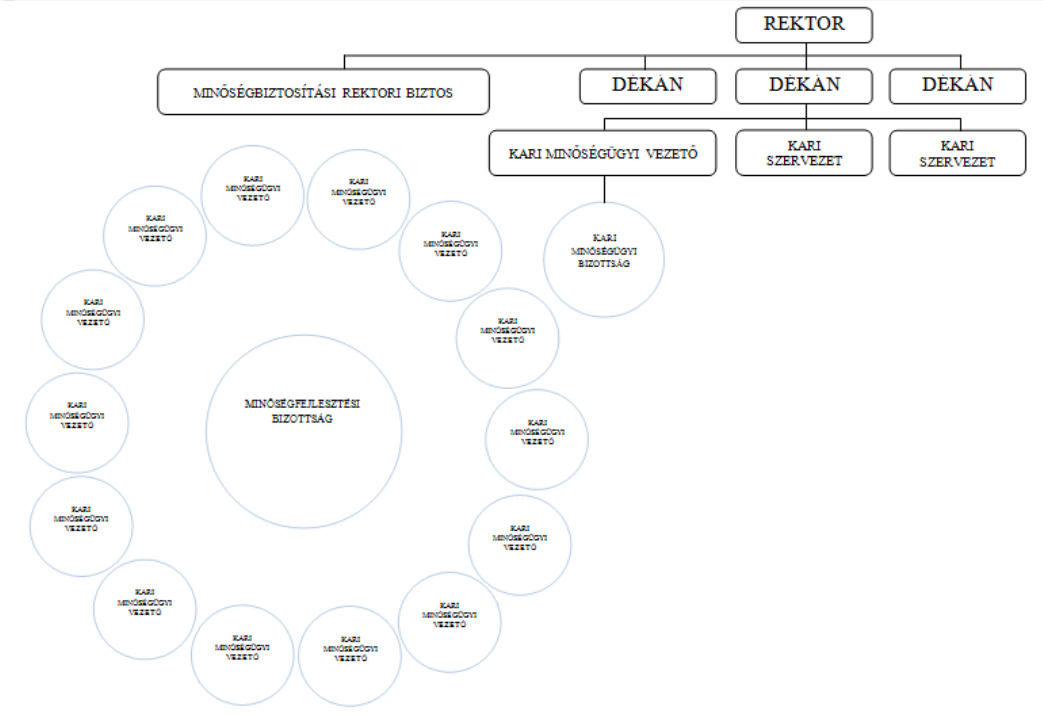 REKTOR
MINŐSÉGBIZTOSÍTÁSI REKTORI BIZTOS
DÉKÁN
DÉKÁN
DÉKÁN
KARI MINŐSÉGÜGYI VEZETŐ
KARI
SZERVEZET
KARI
SZERVEZET
KARI
MINŐSÉGÜGYI
BIZOTTSÁG
KARI
MINŐSÉGÜGYI
VEZETŐ
KARI
MINŐSÉGÜGYI
VEZETŐ
KARI
MINŐSÉGÜGYI
VEZETŐ
KARI
MINŐSÉGÜGYI
VEZETŐ
KARI
MINŐSÉGÜGYI
VEZETŐ
KARI
MINŐSÉGÜGYI
VEZETŐ
MINŐSÉGFEJLESZTÉSI
BIZOTTSÁG
KARI
MINŐSÉGÜGYI
VEZETŐ
KARI
MINŐSÉGÜGYI
VEZETŐ
KARI
MINŐSÉGÜGYI
VEZETŐ
KARI
MINŐSÉGÜGYI
VEZETŐ
KARI
MINŐSÉGÜGYI
VEZETŐ
KARI
MINŐSÉGÜGYI
VEZETŐ
KARI
MINŐSÉGÜGYI
VEZETŐ
KARI
MINŐSÉGÜGYI
VEZETŐ